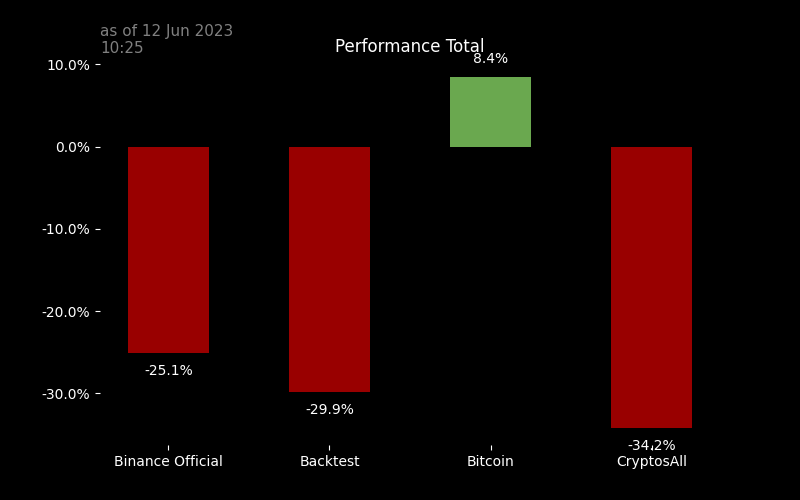 as of 12 Jun 2023
10:25
Performance Total
8.4%
10.0%
0.0%
-10.0%
-20.0%
-25.1%
-30.0%
-29.9%
-34.2%
Binance Official
Backtest
Bitcoin
CryptosAll